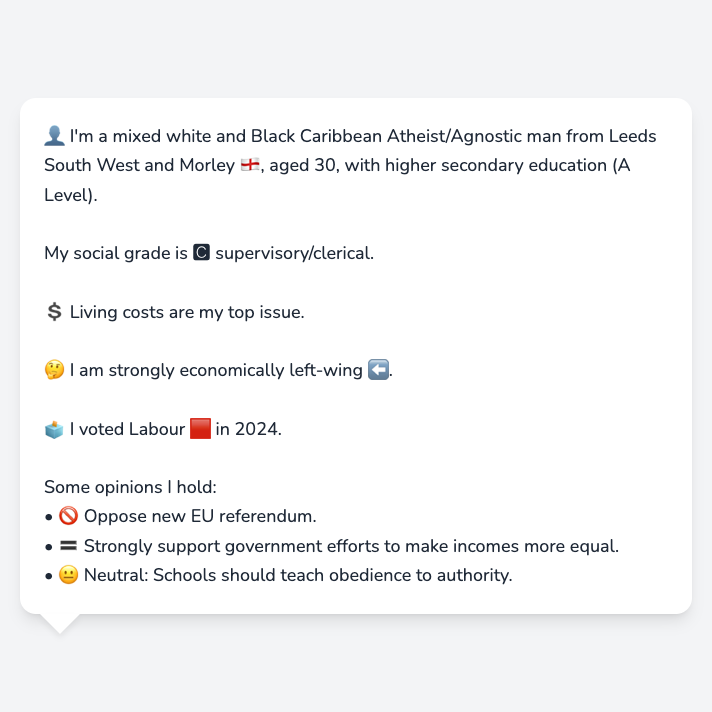 👤 I'm a mixed white and Black Caribbean Atheist/Agnostic man from Leeds
South West and Morley 🏴󠁧󠁢󠁥󠁮󠁧󠁿, aged 30, with higher secondary education (A
Level).
My social grade is 🅲 supervisory/clerical.
💲 Living costs are my top issue.
🤔 I am strongly economically left-wing ⬅️.
🗳️ I voted Labour 🟥 in 2024.
Some opinions I hold:
• 🚫 Oppose new EU referendum.
• 🟰 Strongly support government efforts to make incomes more equal.
• 😐 Neutral: Schools should teach obedience to authority.